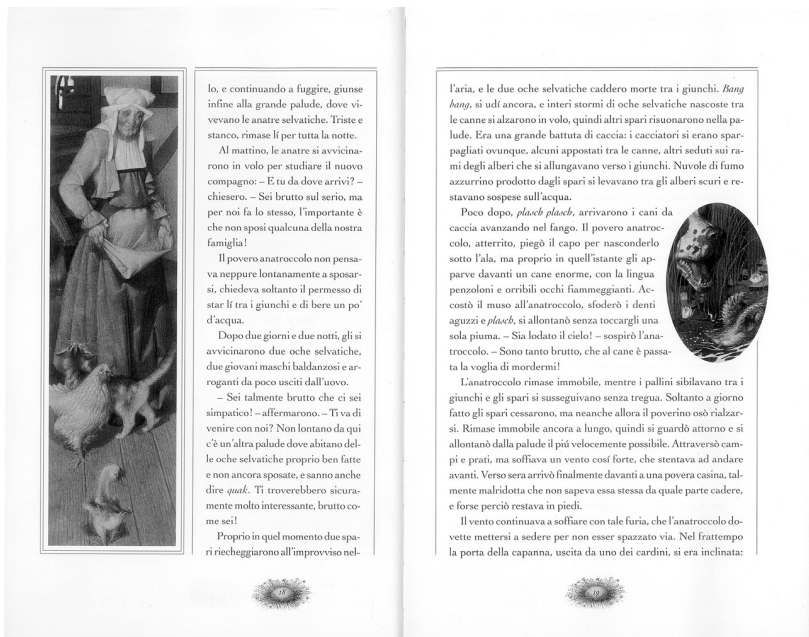 lo, e continuando a fuggire, giunse
infine alla grande palude, dove vi-
vevano le anatre selvatiche. Triste e
stanco, rimase lí per tutta la notte.
Al mattino, le anatre si avvicina-
rono in volo per studiare il nuovo
compagno: – E tu da dove arrivi? –
chiesero. – Sei brutto sul serio, ma
per noi fa lo stesso, l'importante è
che non sposi qualcuna della nostra
famiglia!
Il povero anatroccolo non pensa-
va neppure lontanamente a sposar-
si, chiedeva soltanto il permesso di
star lí tra i giunchi e di bere un po'
d'acqua.
Dopo due giorni e due notti, gli si
avvicinarono due oche selvatiche,
due giovani maschi baldanzosi e ar-
roganti da poco usciti dall'uovo.
– Sei talmente brutto che ci sei
simpatico! – affermarono. – Ti va di
venire con noi? Non lontano da qui
c'è un'altra palude dove abitano del-
le oche selvatiche proprio ben fatte
e non ancora sposate, e sanno anche
dire quak. Ti troverebbero sicura-
mente molto interessante, brutto co-
me sei!
Proprio in quel momento due spa-
ri riecheggiarono all'improvviso nel-
18
l'aria, e le due oche selvatiche caddero morte tra i giunchi. Bang
bang, si udí ancora, e interi stormi di oche selvatiche nascoste tra
le canne si alzarono in volo, quindi altri spari risuonarono nella pa-
lude. Era una grande battuta di caccia: i cacciatori si erano spar-
pagliati ovunque, alcuni appostati tra le canne, altri seduti sui ra-
mi degli alberi che si allungavano verso i giunchi. Nuvole di fumo
azzurrino prodotto dagli spari si levavano tra gli alberi scuri e re-
stavano sospese sull'acqua.
Poco dopo, plasch plasch, arrivarono i cani da
caccia avanzando nel fango. Il povero anatroc-
colo, atterrito, piegò il capo per nasconderlo
sotto l'ala, ma proprio in quell'istante gli ap-
parve davanti un cane enorme, con la lingua
penzoloni e orribili occhi fiammeggianti. Ac-
costò il muso all'anatroccolo, sfoderò i denti
aguzzi e plasch, si allontanò senza toccargli una
sola piuma. – Sia lodato il cielo! – sospirò l'ana-
troccolo. – Sono tanto brutto, che al cane è passa-
ta la voglia di mordermi!
L'anatroccolo rimase immobile, mentre i pallini sibilavano tra i
giunchi e gli spari si susseguivano senza tregua. Soltanto a giorno
fatto gli spari cessarono, ma neanche allora il poverino osò rialzar-
si. Rimase immobile ancora a lungo, quindi si guardò attorno e si
allontanò dalla palude il piú velocemente possibile. Attraversò cam-
pi e prati, ma soffiava un vento cosí forte, che stentava ad andare
avanti. Verso sera arrivò finalmente davanti a una povera casina, tal-
mente malridotta che non sapeva essa stessa da quale parte cadere,
e forse perciò restava in piedi.
Il vento continuava a soffiare con tale furia, che l'anatroccolo do-
vette mettersi a sedere per non esser spazzato via. Nel frattempo
la porta della capanna, uscita da uno dei cardini, si era inclinata:
19